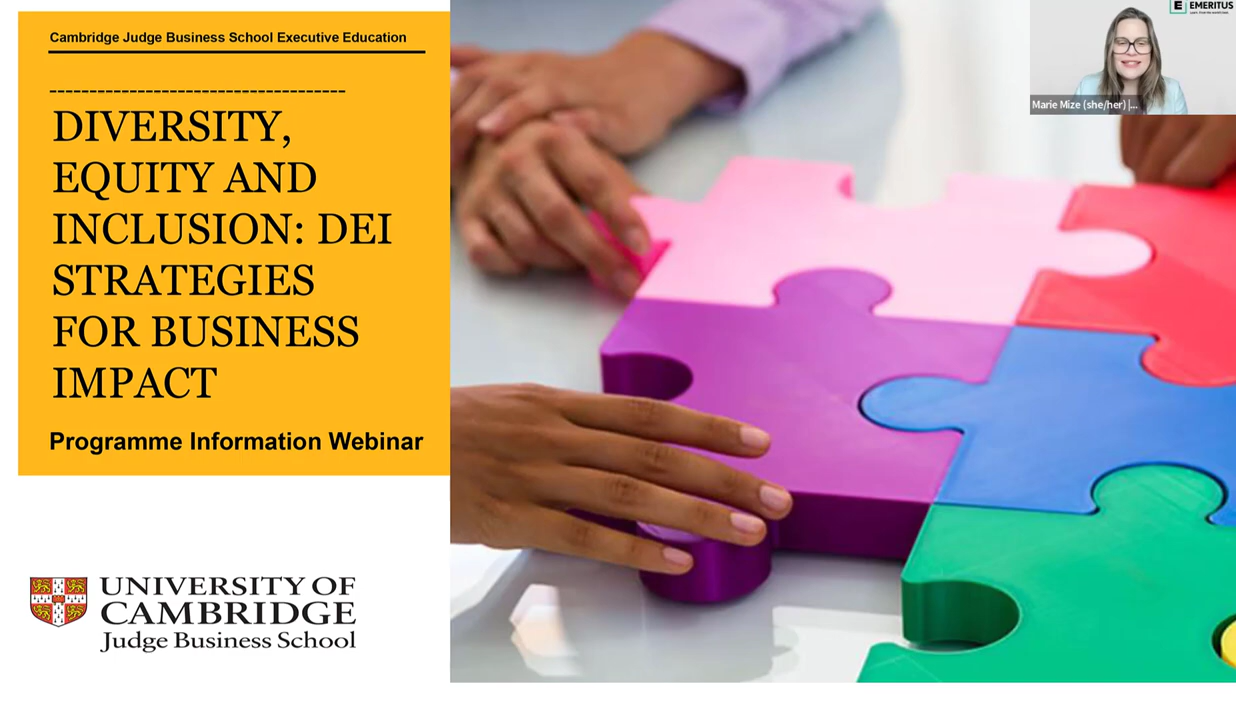 Cambridge Judge Business School Executive Education
-------------------------------------
DIVERSITY,
EQUITY AND
INCLUSION: DEI
STRATEGIES
FOR BUSINESS
IMPACT
Programme Information Webinar
UNIVERSITY OF
CAMBRIDGE
Judge Business School
E EMERITUS
Marie Mize (she/her) |...